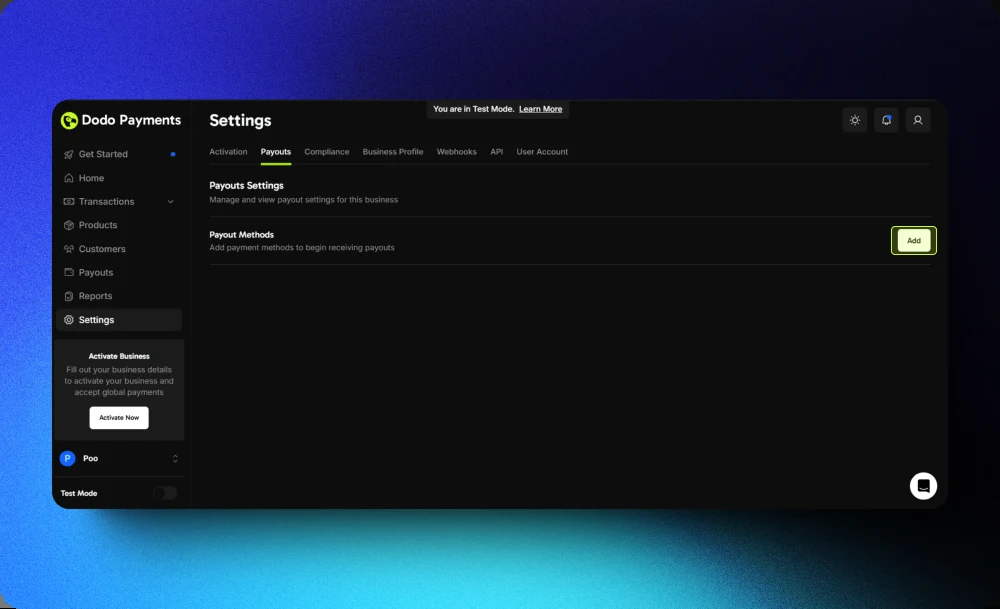 You are in Test Mode. Learn More
Dodo Payments
Get Started
Home
Transactions
Products
Customers
Payouts
Reports
Settings
Activate Business
Fill out your business details
to activate your business and
accept global payments
Activate Now
P Poo
Test Mode
Settings
Activation Payouts Compliance Business Profile Webhooks API User Account
Payouts Settings
Manage and view payout settings for this business
Payout Methods
Add payment methods to begin receiving payouts
Add